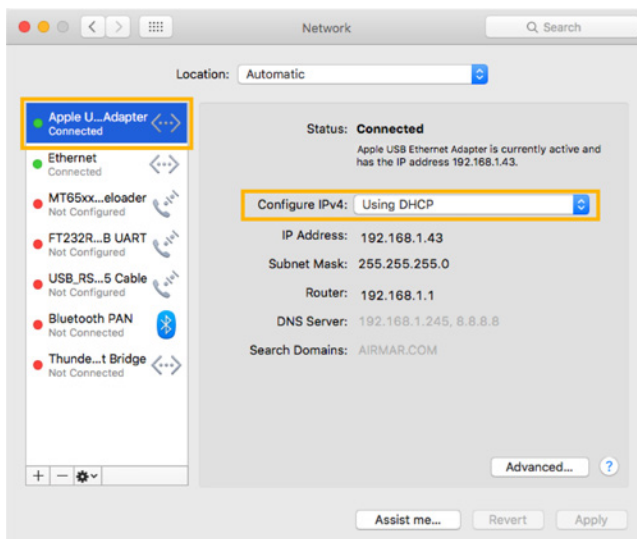 Network
Search
Location: Automatic
Apple U...Adapter
Connected
Ethernet
Connected
MT65xx...eloader
Not Configured
FT232R...B UART
Not Configured
USB_RS...5 Cable
Not Configured
Bluetooth PAN
Not Connected
Thunde...t Bridge
Not Connected
Status: Connected
Apple USB Ethernet Adapter is currently active and
has the IP address 192.168.1.43.
Configure IPv4: Using DHCP
IP Address: 192.168.1.43
Subnet Mask: 255.255.255.0
Router: 192.168.1.1
DNS Server: 192.168.1.245, 8.8.8.8
Search Domains: AIRMAR.COM
Advanced... ?
Assist me... Revert Apply